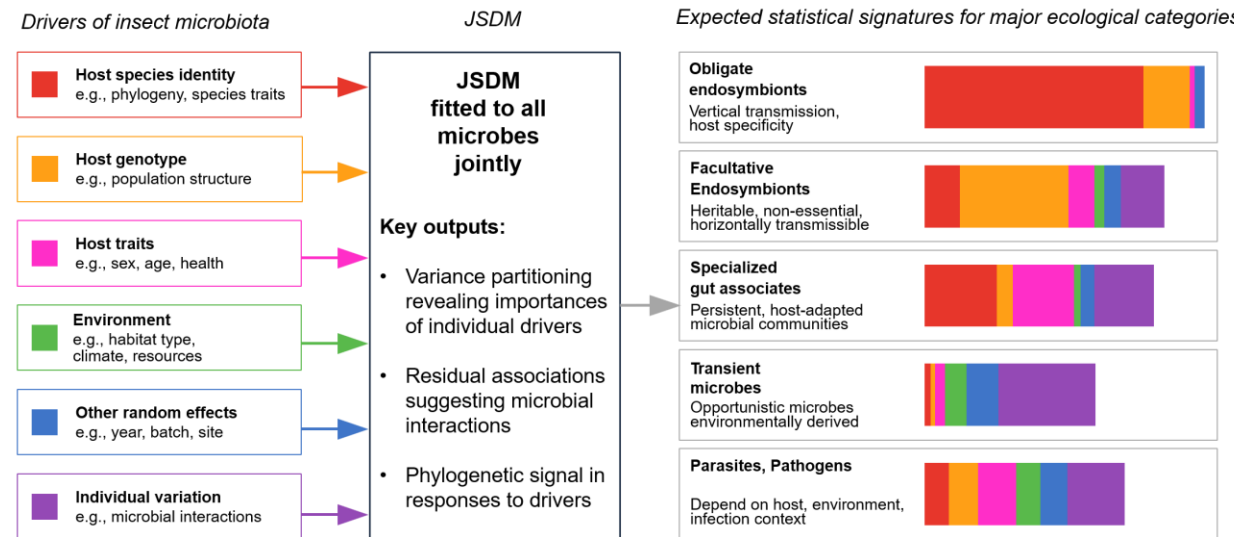 Drivers of insect microbiota
JSDM
Expected statistical signatures for major ecological categories
Host species identity
e.g., phylogeny, species traits
Host genotype
e.g., population structure
Host traits
e.g., sex, age, health
Environment
e.g., habitat type,
climate, resources
Other random effects
e.g., year, batch, site
Individual variation
e.g., microbial interactions
JSDM
fitted to all
microbes
jointly
Key outputs:
• Variance partitioning
revealing importances
of individual drivers
• Residual associations
suggesting microbial
interactions
• Phylogenetic signal in
responses to drivers
Obligate
endosymbionts
Vertical transmission,
host specificity
Facultative
Endosymbionts
Heritable, non-essential,
horizontally transmissible
Specialized
gut associates
Persistent, host-adapted
microbial communities
Transient
microbes
Opportunistic microbes
environmentally derived
Parasites, Pathogens
Depend on host, environment,
infection context